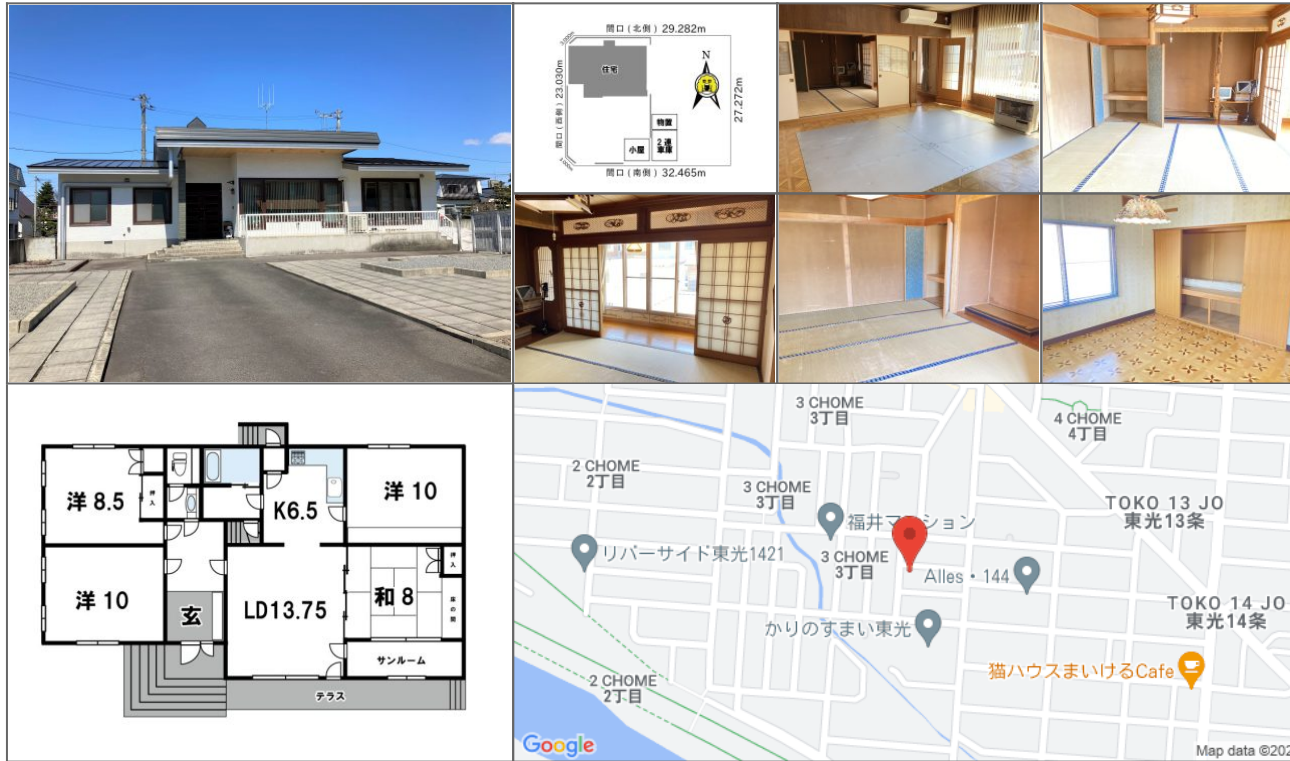 間口(北側) 29.282m
3.000m
住宅
間口(西側) 23.030m
N
27.272m
物置
2連
車庫
小屋
3.000m
間口(南側) 32.465m
洋 8.5
押入
K6.5
洋 10
洋 10
玄
LD13.75
和 8
押入
床の間
サンルーム
テラス
3 CHOME
3丁目
4 CHOME
4丁目
2 CHOME
2丁目
3 CHOME
3丁目
TOKO 13 JO
東光13条
福井マンション
リバーサイド東光1421
3 CHOME
3丁目
Alles・144
TOKO 14 JO
東光14条
かりのすまい東光
猫ハウスまいけるCafe
2 CHOME
2丁目
Google
Map data ©202